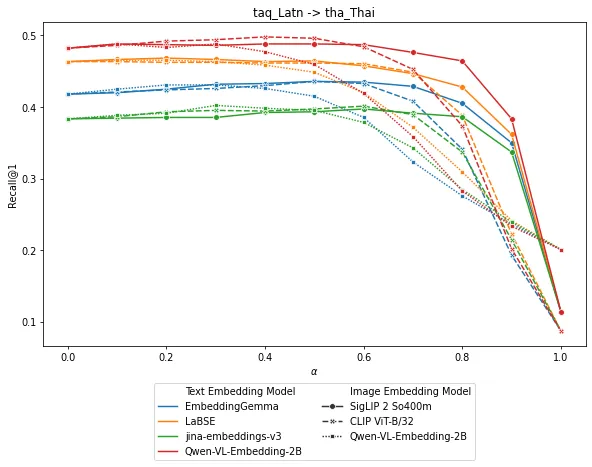 taq_Latn -> tha_Thai
Recall@1
0.5
0.4
0.3
0.2
0.1
0.0 0.2 0.4 0.6 0.8 1.0
α
Text Embedding Model
EmbeddingGemma
LaBSE
jina-embeddings-v3
Qwen-VL-Embedding-2B
Image Embedding Model
SigLIP 2 So400m
CLIP ViT-B/32
Qwen-VL-Embedding-2B